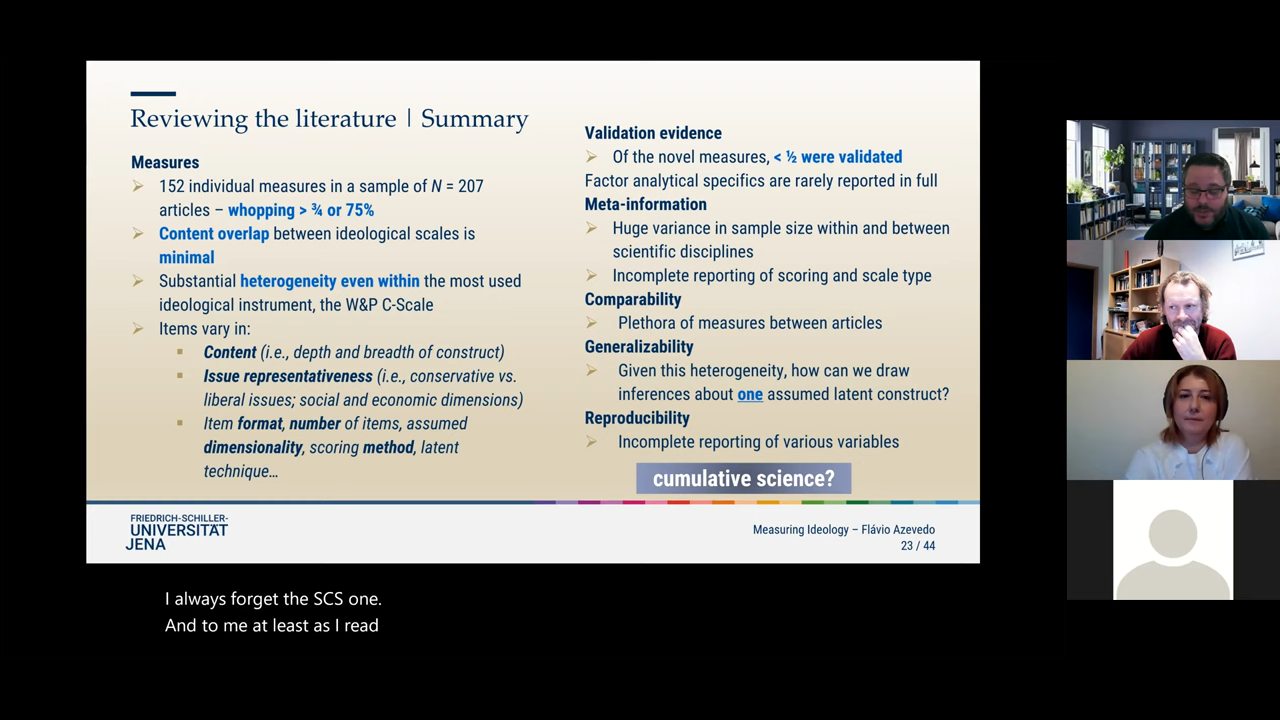 Reviewing the literature | Summary
Measures
➢ 152 individual measures in a sample of N = 207
articles – whopping > ¾ or 75%
➢ Content overlap between ideological scales is
minimal
➢ Substantial heterogeneity even within the most used
ideological instrument, the W&P C-Scale
➢ Items vary in:
▪ Content (i.e., depth and breadth of construct)
▪ Issue representativeness (i.e., conservative vs.
liberal issues; social and economic dimensions)
▪ Item format, number of items, assumed
dimensionality, scoring method, latent
technique…
Validation evidence
➢ Of the novel measures, < ½ were validated
Factor analytical specifics are rarely reported in full
Meta-information
➢ Huge variance in sample size within and between
scientific disciplines
➢ Incomplete reporting of scoring and scale type
Comparability
➢ Plethora of measures between articles
Generalizability
➢ Given this heterogeneity, how can we draw
inferences about one assumed latent construct?
Reproducibility
➢ Incomplete reporting of various variables
cumulative science?
FRIEDRICH-SCHILLER-
UNIVERSITÄT
JENA
Measuring Ideology – Flávio Azevedo
23 / 44
I always forget the SCS one.
And to me at least as I read